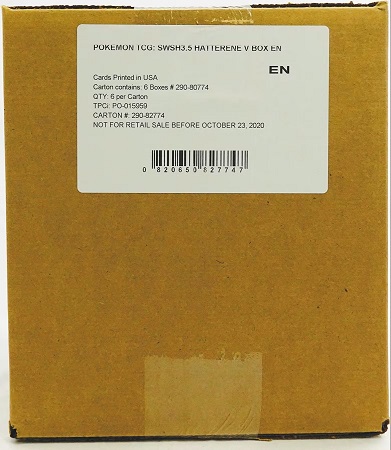 POKEMON TCG: SWSH3.5 HATTERENE V BOX EN
EN
Cards Printed in USA
Carton contains: 6 Boxes # 290-80774
QTY: 6 per Carton
TPCi: PO-015959
CARTON #: 290-82774
NOT FOR RETAIL SALE BEFORE OCTOBER 23, 2020
0 820650 827747